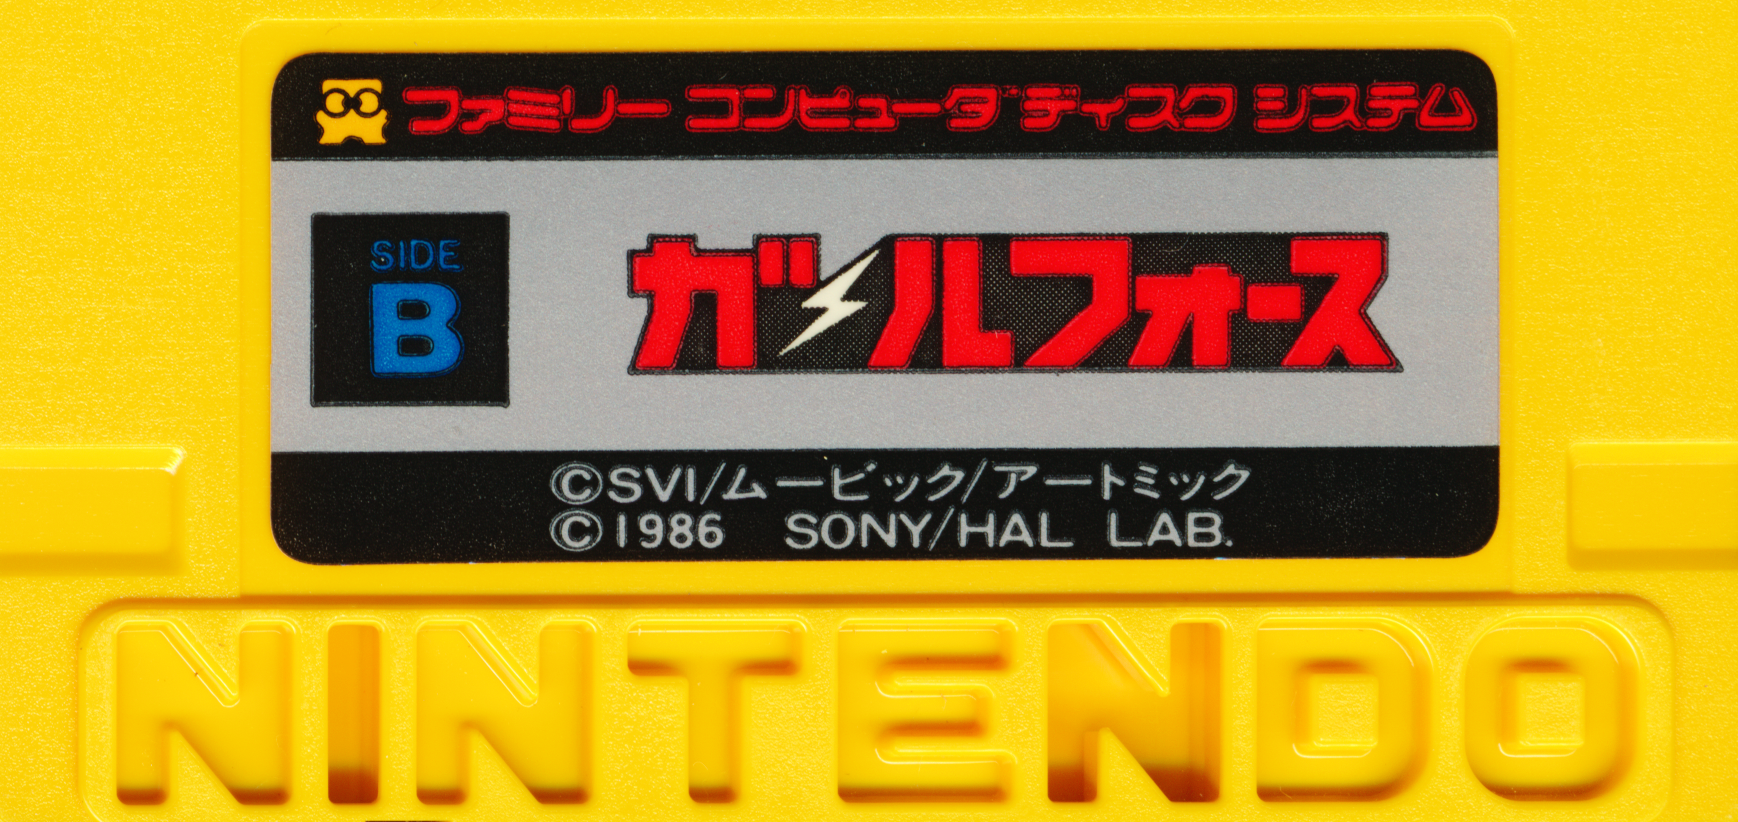 ファミリー コンピュータ ディスク システム
SIDE
B
ガルフォース
©SVI/ムービック/アートミック
©1986 SONY/HAL LAB.
NINTENDO